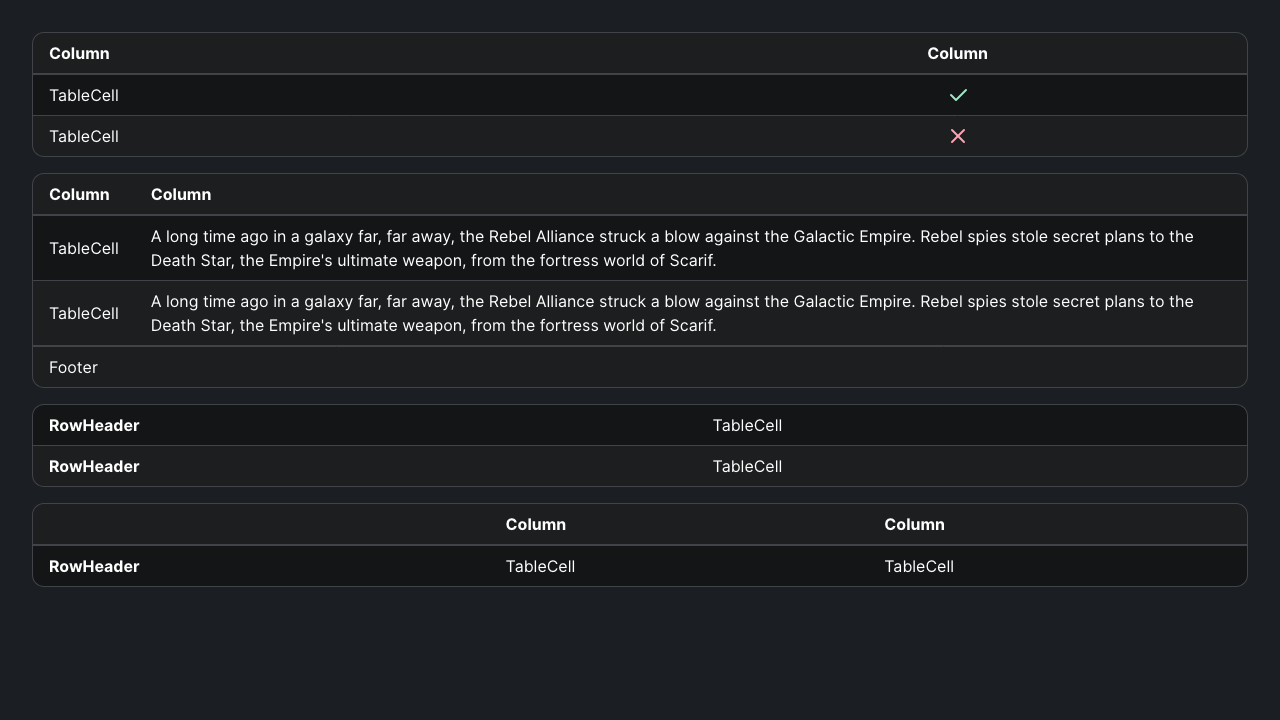 Column Column
TableCell
TableCell
Column Column
TableCell A long time ago in a galaxy far, far away, the Rebel Alliance struck a blow against the Galactic Empire. Rebel spies stole secret plans to the
Death Star, the Empire's ultimate weapon, from the fortress world of Scarif.
TableCell A long time ago in a galaxy far, far away, the Rebel Alliance struck a blow against the Galactic Empire. Rebel spies stole secret plans to the
Death Star, the Empire's ultimate weapon, from the fortress world of Scarif.
Footer
RowHeader TableCell
RowHeader TableCell
Column Column
RowHeader TableCell TableCell